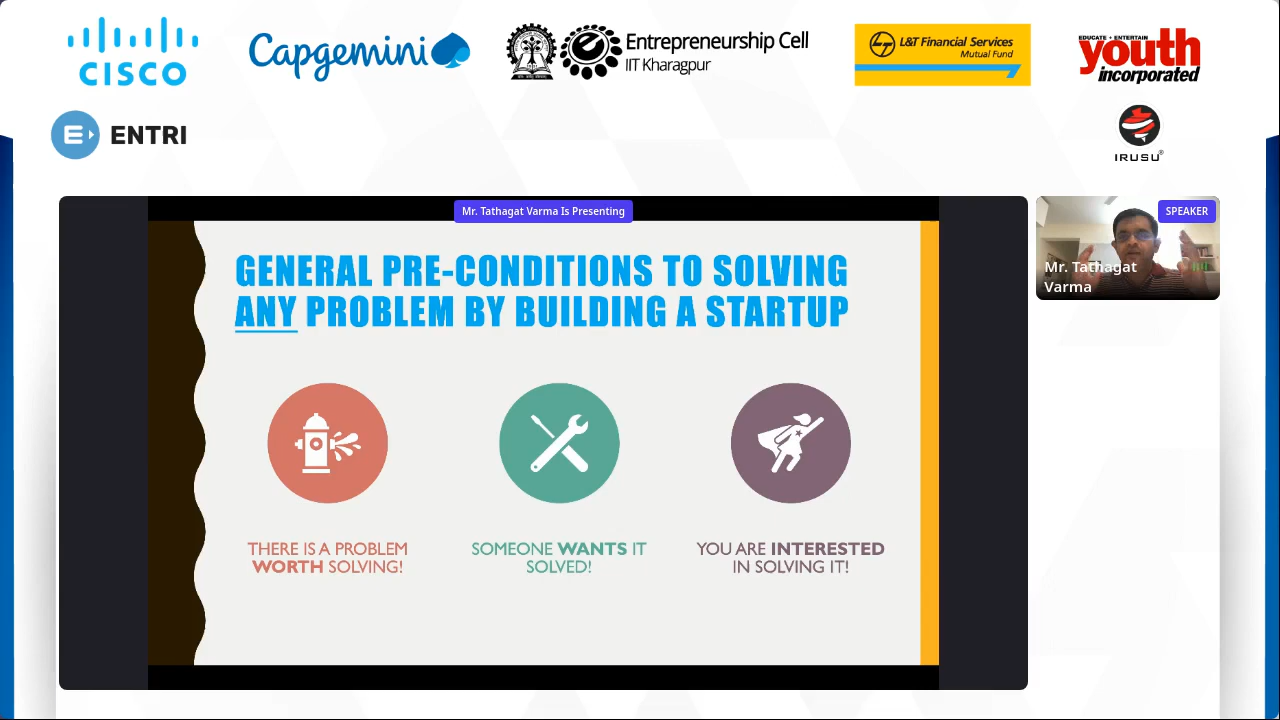 CISCO
Capgemini
Entrepreneurship Cell
IIT Kharagpur
L&T Financial Services
Mutual Fund
EDUCATE • ENTERTAIN
youth
incorporated
E ENTRI
IRUSU®
Mr. Tathagat Varma Is Presenting
SPEAKER
Mr. Tathagat
Varma
GENERAL PRE-CONDITIONS TO SOLVING
ANY PROBLEM BY BUILDING A STARTUP
THERE IS A PROBLEM
WORTH SOLVING!
SOMEONE WANTS IT
SOLVED!
YOU ARE INTERESTED
IN SOLVING IT!